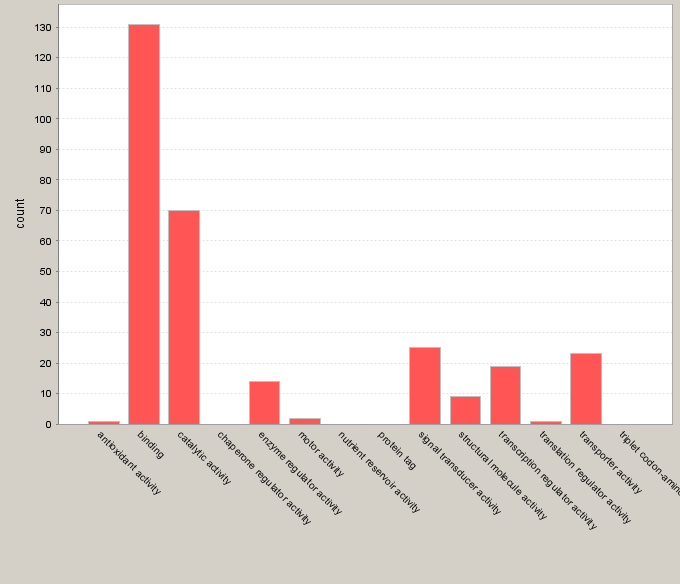 130
120
110
100
90
80
70
60
50
40
30
20
10
0
count
antioxidant activity
binding
catalytic activity
chaperone regulator activity
enzyme regulator activity
motor activity
nutrient reservoir activity
protein tag
signal transducer activity
structural molecule activity
transcription regulator activity
translation regulator activity
transporter activity
triplet codon-amino